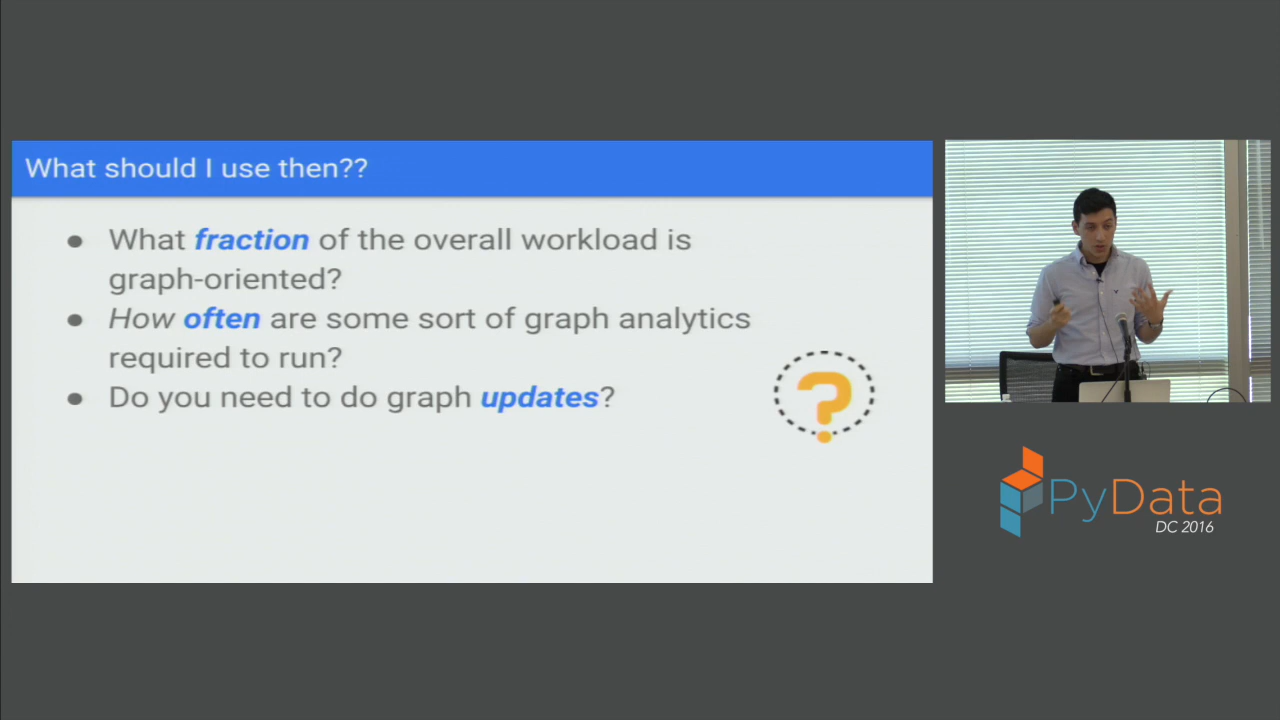 What should I use then??
● What fraction of the overall workload is
graph-oriented?
● How often are some sort of graph analytics
required to run?
● Do you need to do graph updates?
?
PyData
DC 2016